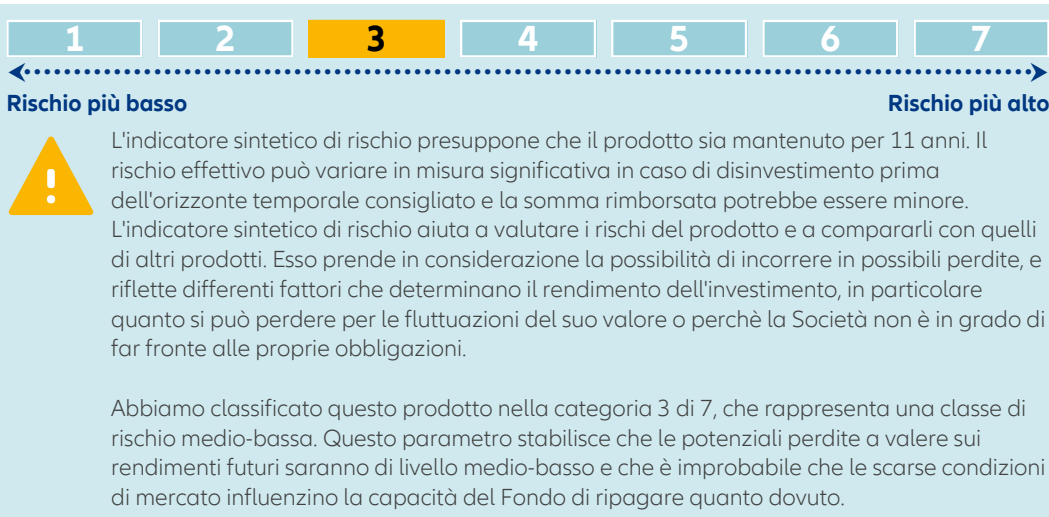 1 2 3 4 5 6 7
Rischio più basso Rischio più alto
L'indicatore sintetico di rischio presuppone che il prodotto sia mantenuto per 11 anni. Il
rischio effettivo può variare in misura significativa in caso di disinvestimento prima
dell'orizzonte temporale consigliato e la somma rimborsata potrebbe essere minore.
L'indicatore sintetico di rischio aiuta a valutare i rischi del prodotto e a compararli con quelli
di altri prodotti. Esso prende in considerazione la possibilità di incorrere in possibili perdite, e
riflette differenti fattori che determinano il rendimento dell'investimento, in particolare
quanto si può perdere per le fluttuazioni del suo valore o perchè la Società non è in grado di
far fronte alle proprie obbligazioni.
Abbiamo classificato questo prodotto nella categoria 3 di 7, che rappresenta una classe di
rischio medio-bassa. Questo parametro stabilisce che le potenziali perdite a valere sui
rendimenti futuri saranno di livello medio-basso e che è improbabile che le scarse condizioni
di mercato influenzino la capacità del Fondo di ripagare quanto dovuto.